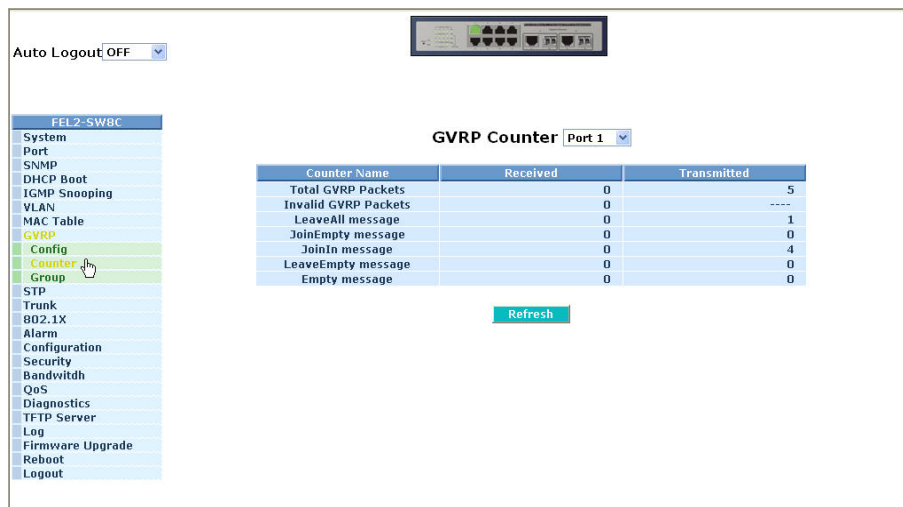 Auto Logout OFF
FEL2-SW8C
System
Port
SNMP
DHCP Boot
IGMP Snooping
VLAN
MAC Table
GVRP
Config
Counter
Group
STP
Trunk
802.1X
Alarm
Configuration
Security
Bandwitdh
QoS
Diagnostics
TFTP Server
Log
Firmware Upgrade
Reboot
Logout
GVRP Counter Port 1
Counter Name Received Transmitted
Total GVRP Packets 0 5
Invalid GVRP Packets 0 ----
LeaveAll message 0 1
JoinEmpty message 0 0
JoinIn message 0 4
LeaveEmpty message 0 0
Empty message 0 0
Refresh